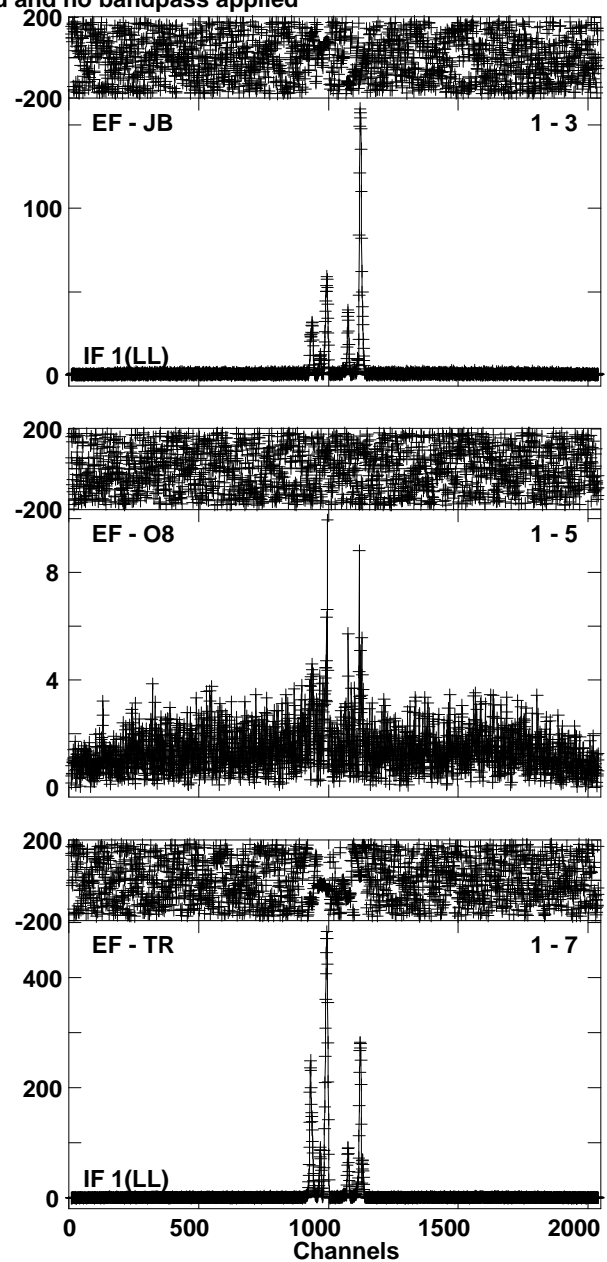 d and no bandpass applied
200
-200
EF - JB 1 - 3
100
IF 1(LL)
0
200
-200
EF - O8 1 - 5
8
4
0
200
-200
EF - TR 1 - 7
400
200
IF 1(LL)
0
0 500 1000 1500 2000
Channels